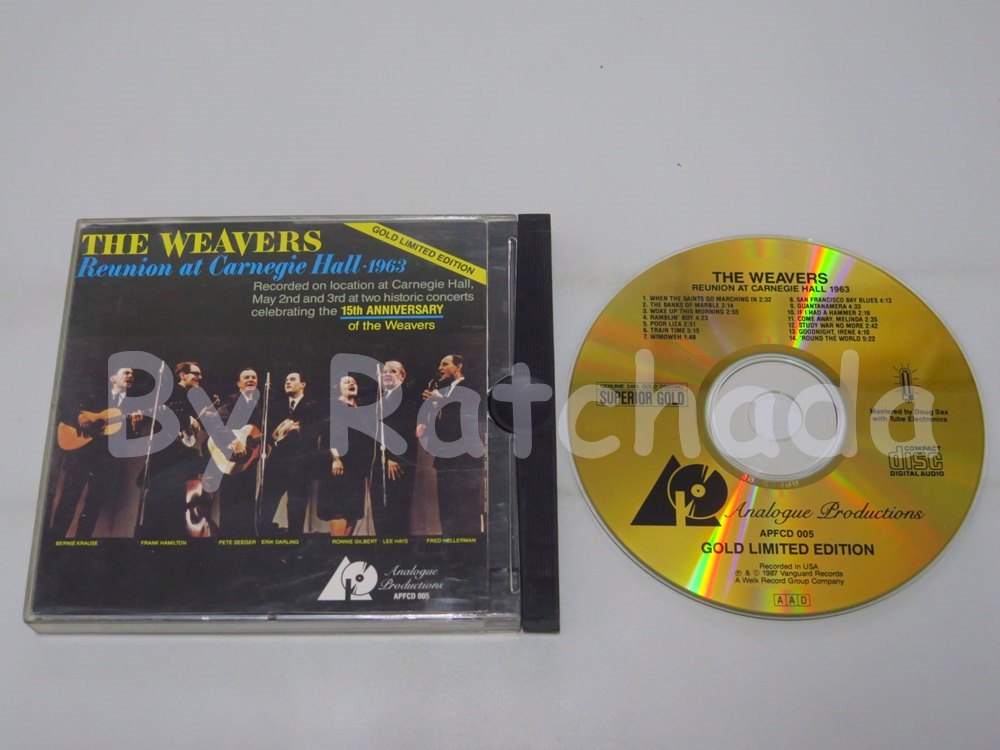 THE WEAVERS
Reunion at Carnegie Hall · 1963
GOLD LIMITED EDITION
Recorded on location at Carnegie Hall,
May 2nd and 3rd at two historic concerts
celebrating the 15th ANNIVERSARY
of the Weavers
BERNIE KRAUSE FRANK HAMILTON PETE SEEGER ERIK DARLING RONNIE GILBERT LEE HAYS FRED HELLERMAN
Analogue
Productions
APFCD 005
THE WEAVERS
REUNION AT CARNEGIE HALL 1963
1. WHEN THE SAINTS GO MARCHING IN 2:32
2. THE BANKS OF MARBLE 3:14
3. WOKE UP THIS MORNING 2:55
4. RAMBLIN' BOY 4:23
5. POOR LIZA 2:51
6. TRAIN TIME 5:15
7. WIMOWEH 1:48
8. SAN FRANCISCO BAY BLUES 4:13
9. GUANTANAMERA 4:33
10. IF I HAD A HAMMER 2:16
11. COME AWAY, MELINDA 2:35
12. STUDY WAR NO MORE 2:42
13. GOODNIGHT, IRENE 4:10
14. 'ROUND THE WORLD 5:22
GENUINE 24Kt. GOLD COATING
SUPERIOR GOLD
Mastered by Doug Sax
with Tube Electronics
COMPACT
disc
DIGITAL AUDIO
Analogue Productions
APFCD 005
GOLD LIMITED EDITION
Recorded in USA
℗ & © 1987 Vanguard Records
A Welk Record Group Company
AAD
By Ratchada